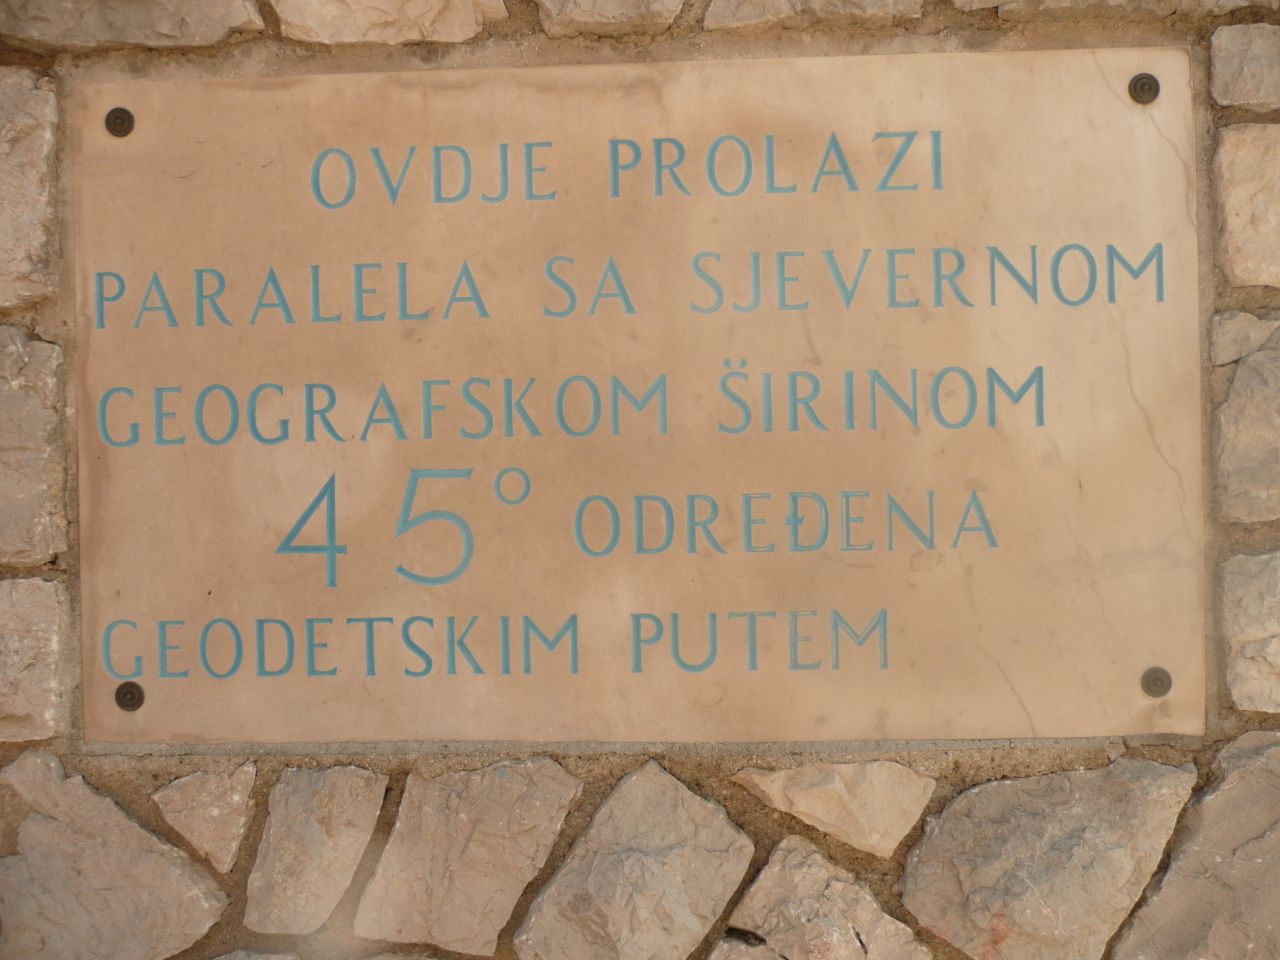 OVDJE PROLAZI
PARALELA SA SJEVERNOM
GEOGRAFSKOM ŠIRINOM
45° ODREĐENA
GEODETSKIM PUTEM